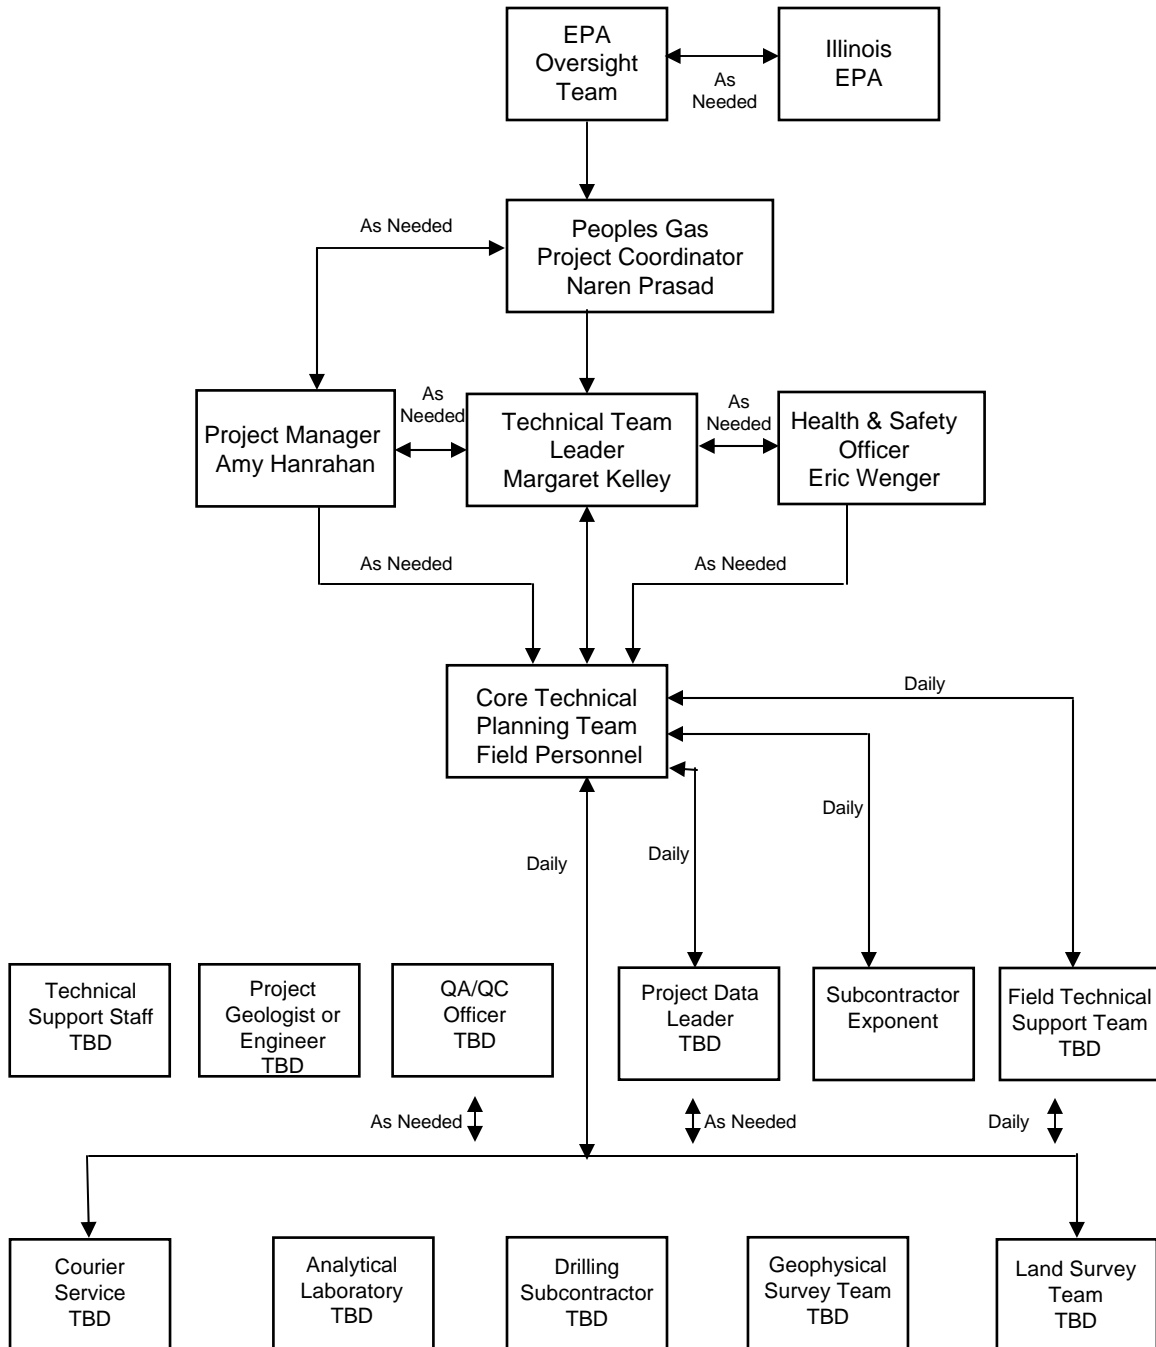 EPA
Oversight
Team
As
Needed
Illinois
EPA
As Needed
Peoples Gas
Project Coordinator
Naren Prasad
Project Manager
Amy Hanrahan
As
Needed
Technical Team
Leader
Margaret Kelley
As
Needed
Health & Safety
Officer
Eric Wenger
As Needed
As Needed
Core Technical
Planning Team
Field Personnel
Daily
Daily
Daily
Daily
Technical
Support Staff
TBD
Project
Geologist or
Engineer
TBD
QA/QC
Officer
TBD
Project Data
Leader
TBD
Subcontractor
Exponent
Field Technical
Support Team
TBD
As Needed
As Needed
Daily
Courier
Service
TBD
Analytical
Laboratory
TBD
Drilling
Subcontractor
TBD
Geophysical
Survey Team
TBD
Land Survey
Team
TBD